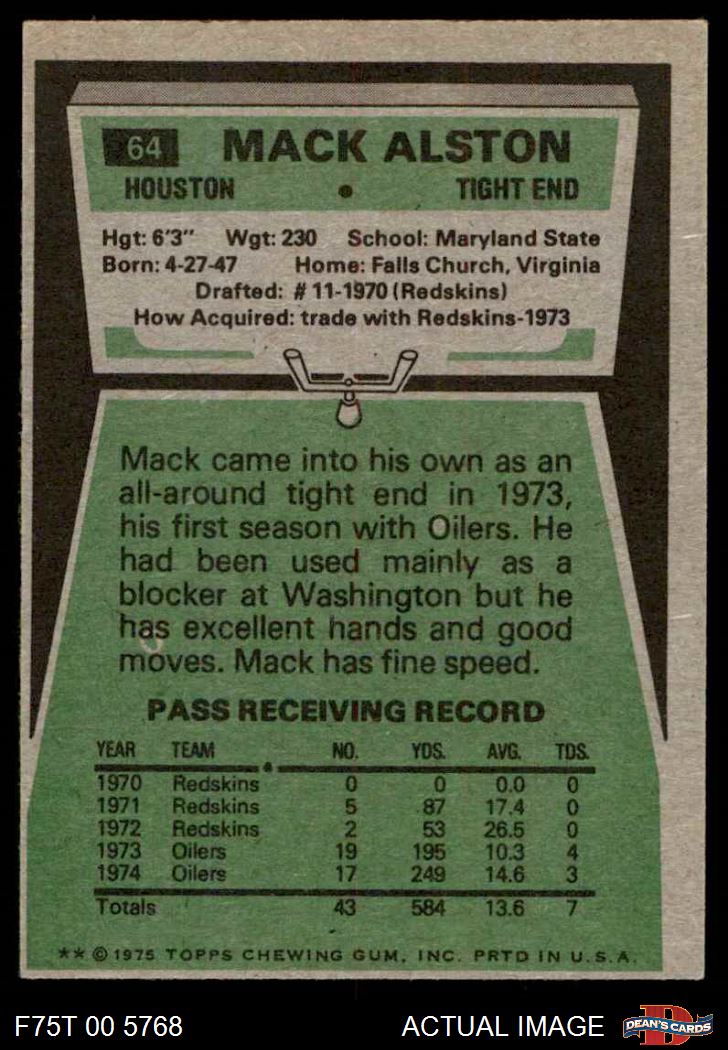 64 MACK ALSTON
HOUSTON • TIGHT END
Hgt: 6'3" Wgt: 230 School: Maryland State
Born: 4-27-47 Home: Falls Church, Virginia
Drafted: #11-1970 (Redskins)
How Acquired: trade with Redskins-1973
Mack came into his own as an
all-around tight end in 1973,
his first season with Oilers. He
had been used mainly as a
blocker at Washington but he
has excellent hands and good
moves. Mack has fine speed.
PASS RECEIVING RECORD
YEAR TEAM NO. YDS. AVG. TDS.
1970 Redskins 0 0 0.0 0
1971 Redskins 5 87 17.4 0
1972 Redskins 2 53 26.5 0
1973 Oilers 19 195 10.3 4
1974 Oilers 17 249 14.6 3
Totals 43 584 13.6 7
** © 1975 TOPPS CHEWING GUM, INC. PRTD IN U.S.A.
F75T 00 5768 ACTUAL IMAGE D DEAN'S CARDS